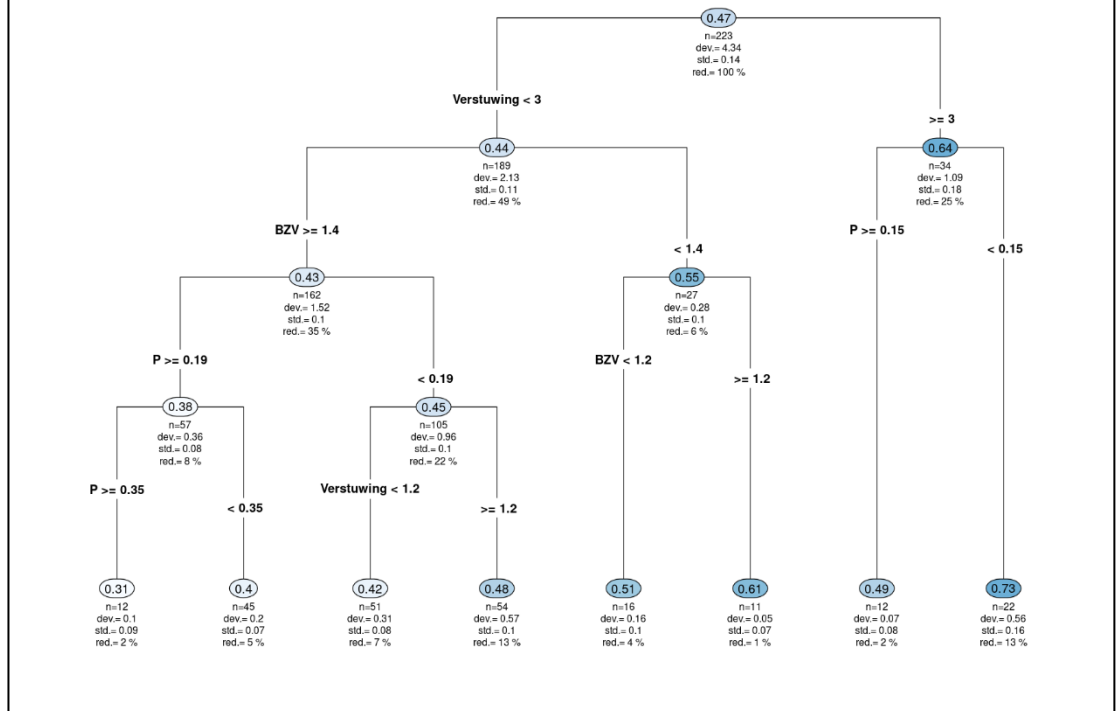 0.47
n=223
dev.= 4.34
std.= 0.14
red.= 100 %
Verstuwing < 3
>= 3
0.44
n=189
dev.= 2.13
std.= 0.11
red.= 49 %
0.64
n=34
dev.= 1.09
std.= 0.18
red.= 25 %
BZV >= 1.4
< 1.4
P >= 0.15
< 0.15
0.43
n=162
dev.= 1.52
std.= 0.1
red.= 35 %
0.55
n=27
dev.= 0.28
std.= 0.1
red.= 6 %
P >= 0.19
< 0.19
BZV < 1.2
>= 1.2
0.38
n=57
dev.= 0.36
std.= 0.08
red.= 8 %
0.45
n=105
dev.= 0.96
std.= 0.1
red.= 22 %
P >= 0.35
< 0.35
Verstuwing < 1.2
>= 1.2
0.31
n=12
dev.= 0.1
std.= 0.09
red.= 2 %
0.4
n=45
dev.= 0.2
std.= 0.07
red.= 5 %
0.42
n=51
dev.= 0.31
std.= 0.08
red.= 7 %
0.48
n=54
dev.= 0.57
std.= 0.1
red.= 13 %
0.51
n=16
dev.= 0.16
std.= 0.1
red.= 4 %
0.61
n=11
dev.= 0.05
std.= 0.07
red.= 1 %
0.49
n=12
dev.= 0.07
std.= 0.08
red.= 2 %
0.73
n=22
dev.= 0.56
std.= 0.16
red.= 13 %